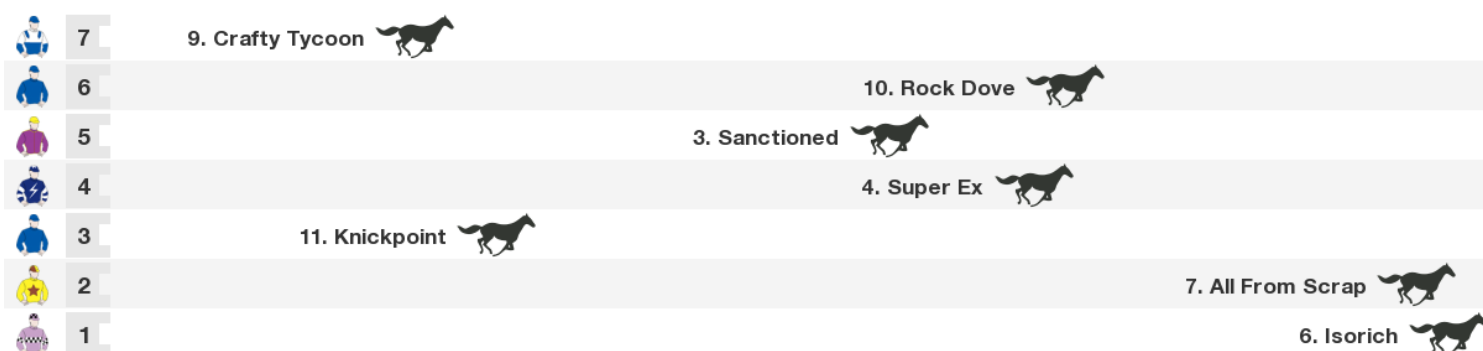 7 9. Crafty Tycoon
6 10. Rock Dove
5 3. Sanctioned
4 4. Super Ex
3 11. Knickpoint
2 7. All From Scrap
1 6. Isorich